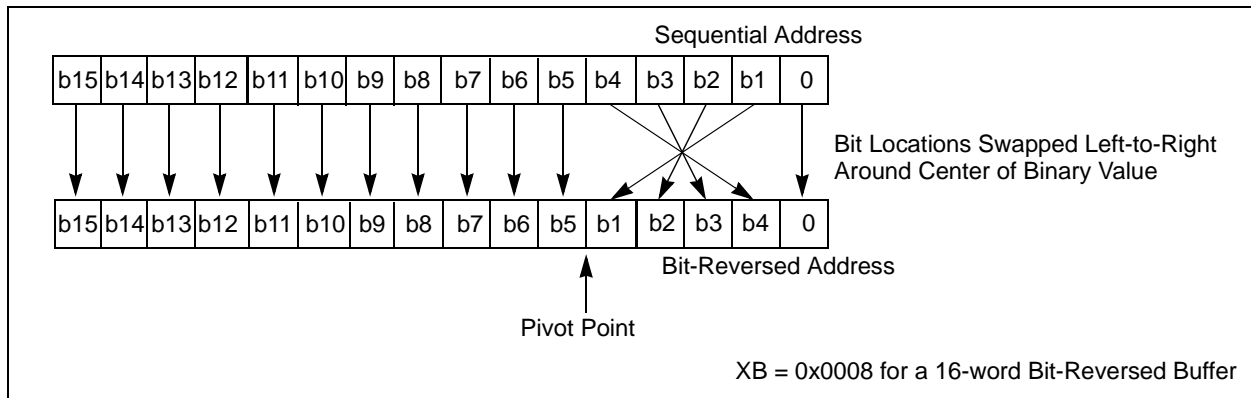 Sequential Address
b15 b14 b13 b12 b11 b10 b9 b8 b7 b6 b5 b4 b3 b2 b1 0
Bit Locations Swapped Left-to-Right
Around Center of Binary Value
b15 b14 b13 b12 b11 b10 b9 b8 b7 b6 b5 b1 b2 b3 b4 0
Bit-Reversed Address
Pivot Point
XB = 0x0008 for a 16-word Bit-Reversed Buffer